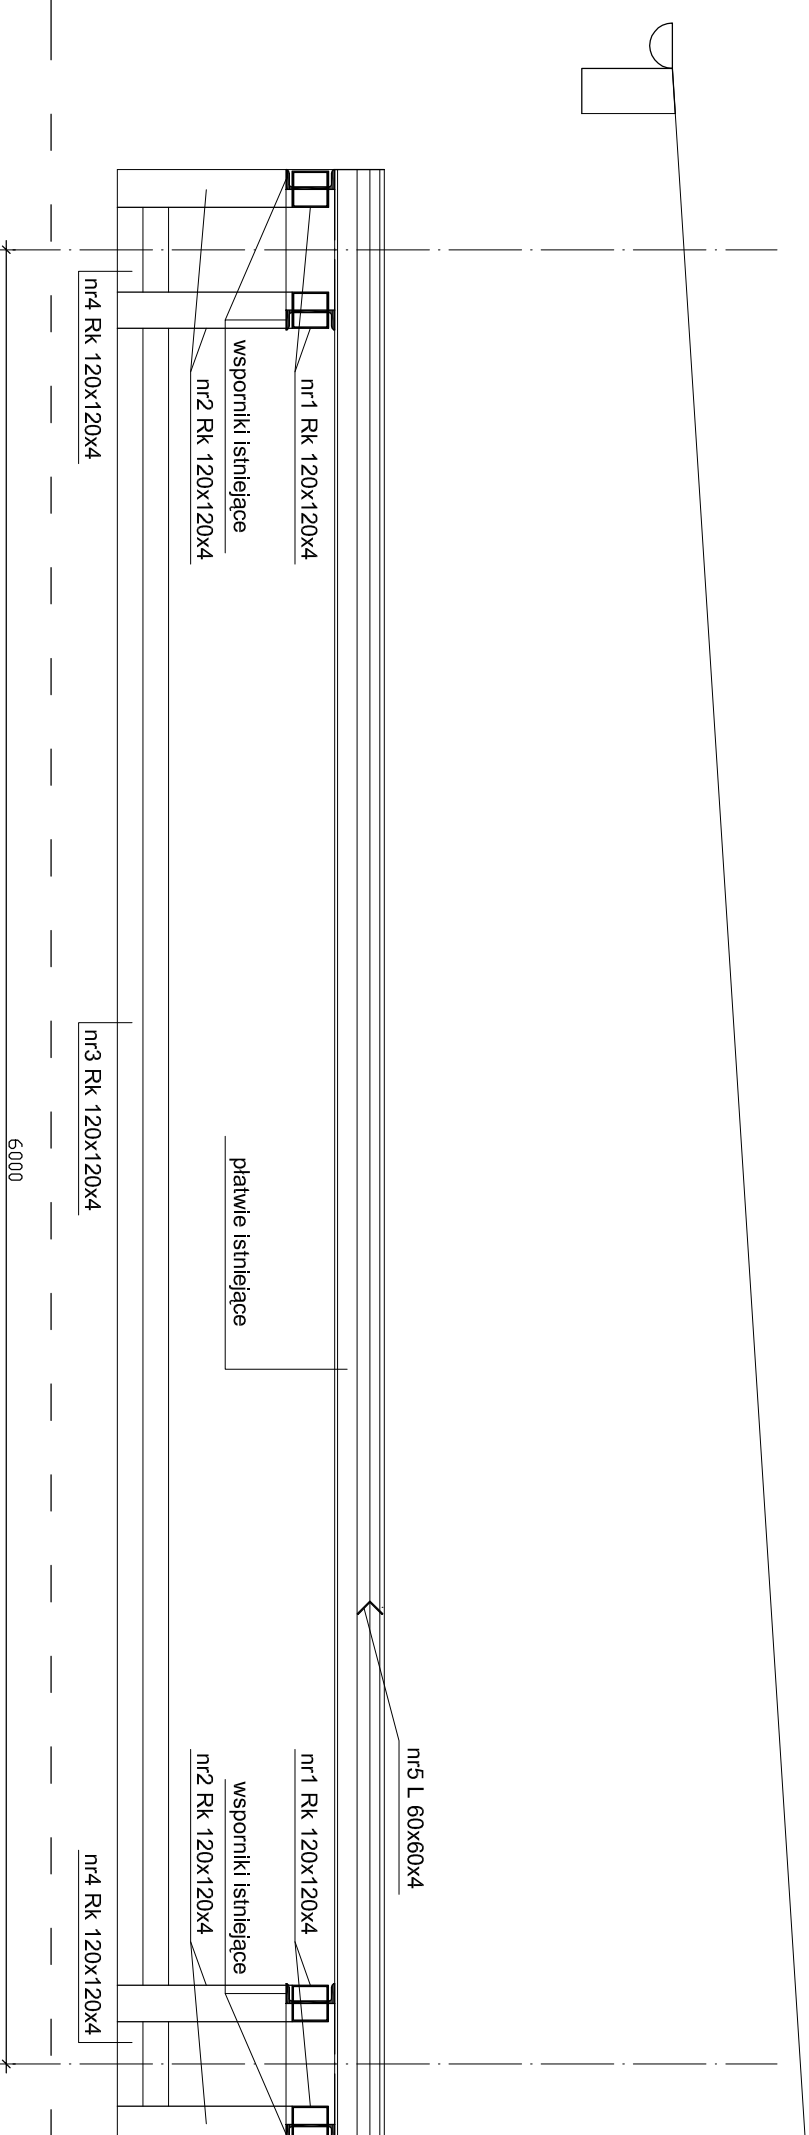 nr5 L 60x60x4
nr1 Rk 120x120x4
nr1 Rk 120x120x4
wsporniki istniejące
płatwie istniejące
wsporniki istniejące
nr2 Rk 120x120x4
nr2 Rk 120x120x4
nr4 Rk 120x120x4
nr3 Rk 120x120x4
nr4 Rk 120x120x4
6000